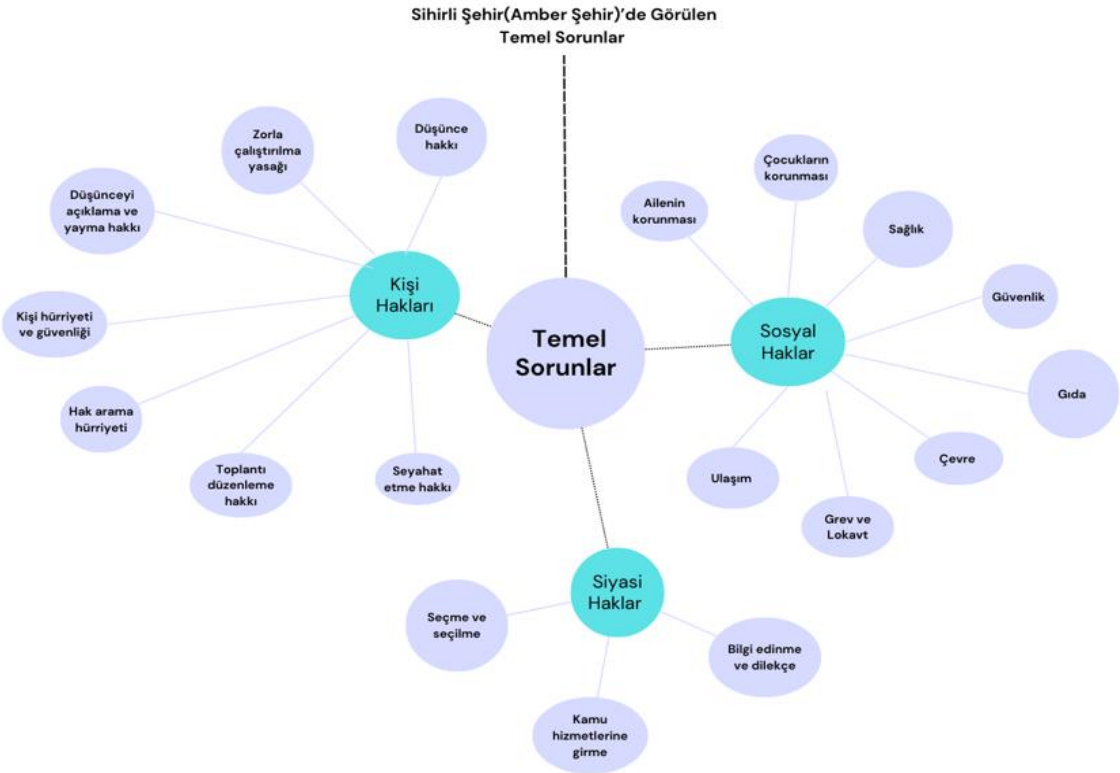 Sihirli Şehir(Amber Şehir)’de Görülen
Temel Sorunlar
Temel
Sorunlar
Kişi
Hakları
Düşünce
hakkı
Zorla
çalıştırılma
yasağı
Düşünceyi
açıklama ve
yayma hakkı
Kişi hürriyeti
ve güvenliği
Hak arama
hürriyeti
Toplantı
düzenleme
hakkı
Seyahat
etme hakkı
Sosyal
Haklar
Ailenin
korunması
Çocukların
korunması
Sağlık
Güvenlik
Gıda
Çevre
Grev ve
Lokavt
Ulaşım
Siyasi
Haklar
Seçme ve
seçilme
Kamu
hizmetlerine
girme
Bilgi edinme
ve dilekçe